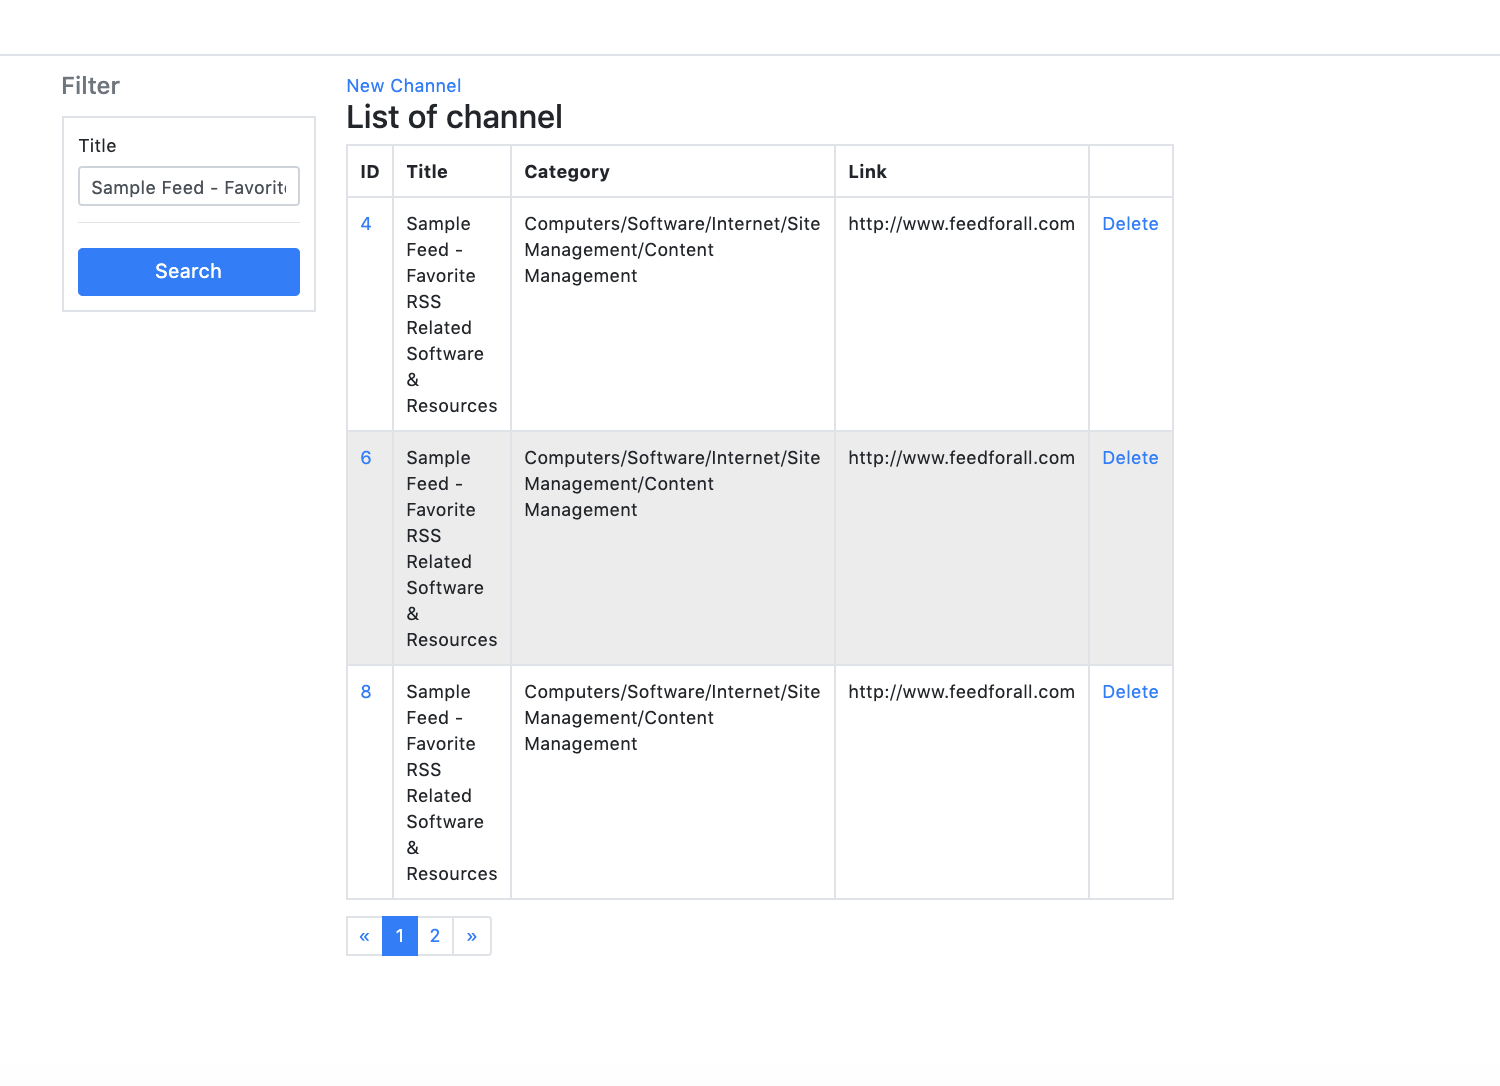 Filter
Title
Sample Feed - Favorit
Search
New Channel
List of channel
ID Title Category Link
4 Sample Computers/Software/Internet/Site http://www.feedforall.com Delete
Feed - Management/Content
Favorite Management
RSS
Related
Software
&
Resources
6 Sample Computers/Software/Internet/Site http://www.feedforall.com Delete
Feed - Management/Content
Favorite Management
RSS
Related
Software
&
Resources
8 Sample Computers/Software/Internet/Site http://www.feedforall.com Delete
Feed - Management/Content
Favorite Management
RSS
Related
Software
&
Resources
« 1 2 »